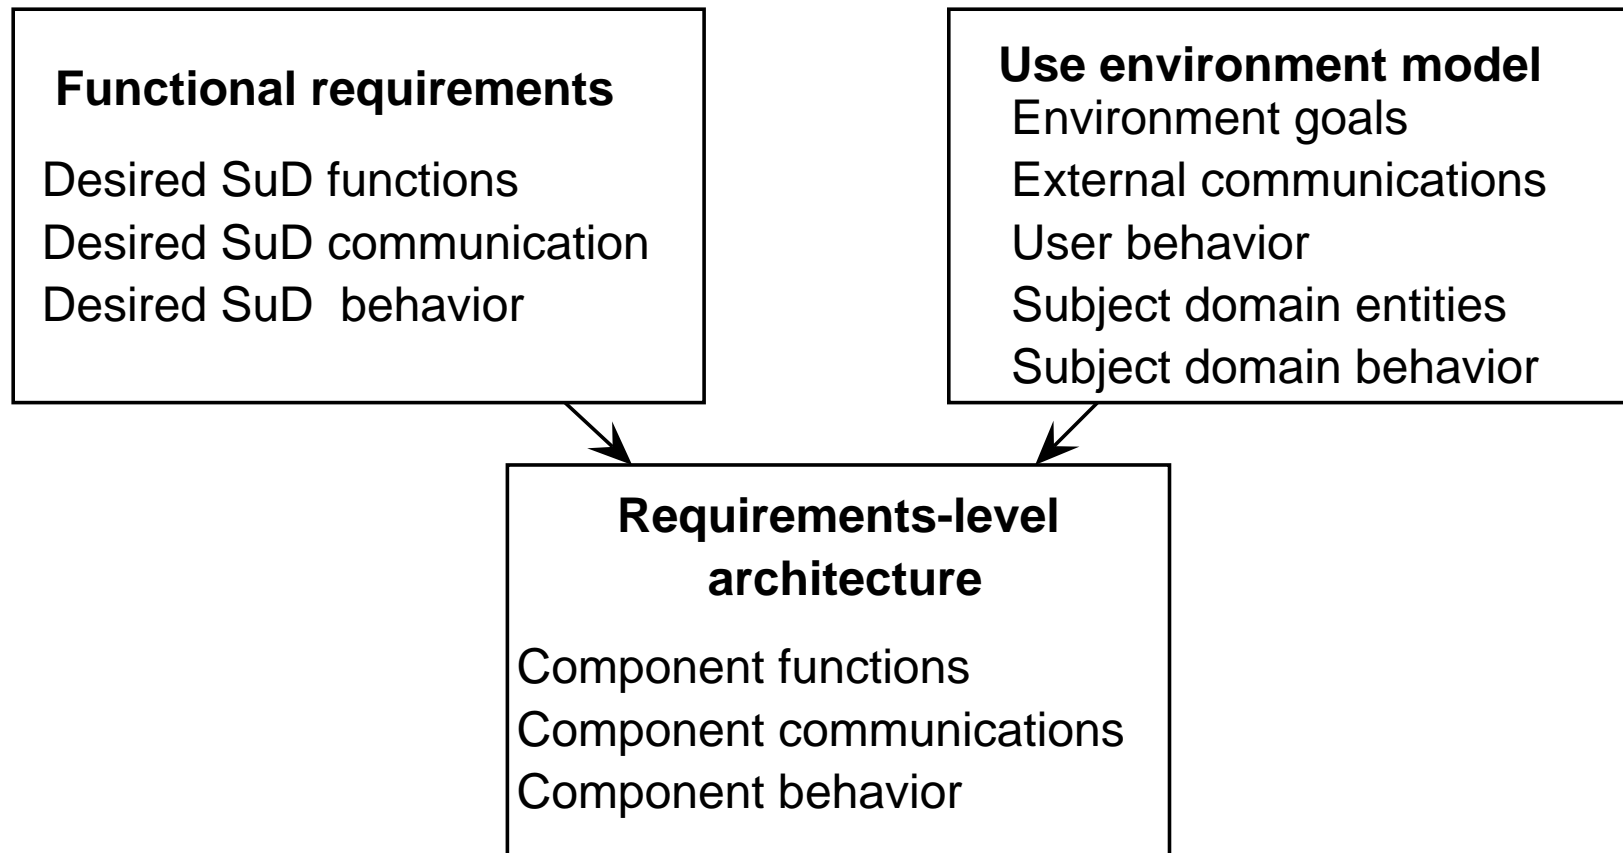 Functional requirements
Desired SuD functions
Desired SuD communication
Desired SuD behavior
Use environment model
Environment goals
External communications
User behavior
Subject domain entities
Subject domain behavior
Requirements-level
architecture
Component functions
Component communications
Component behavior